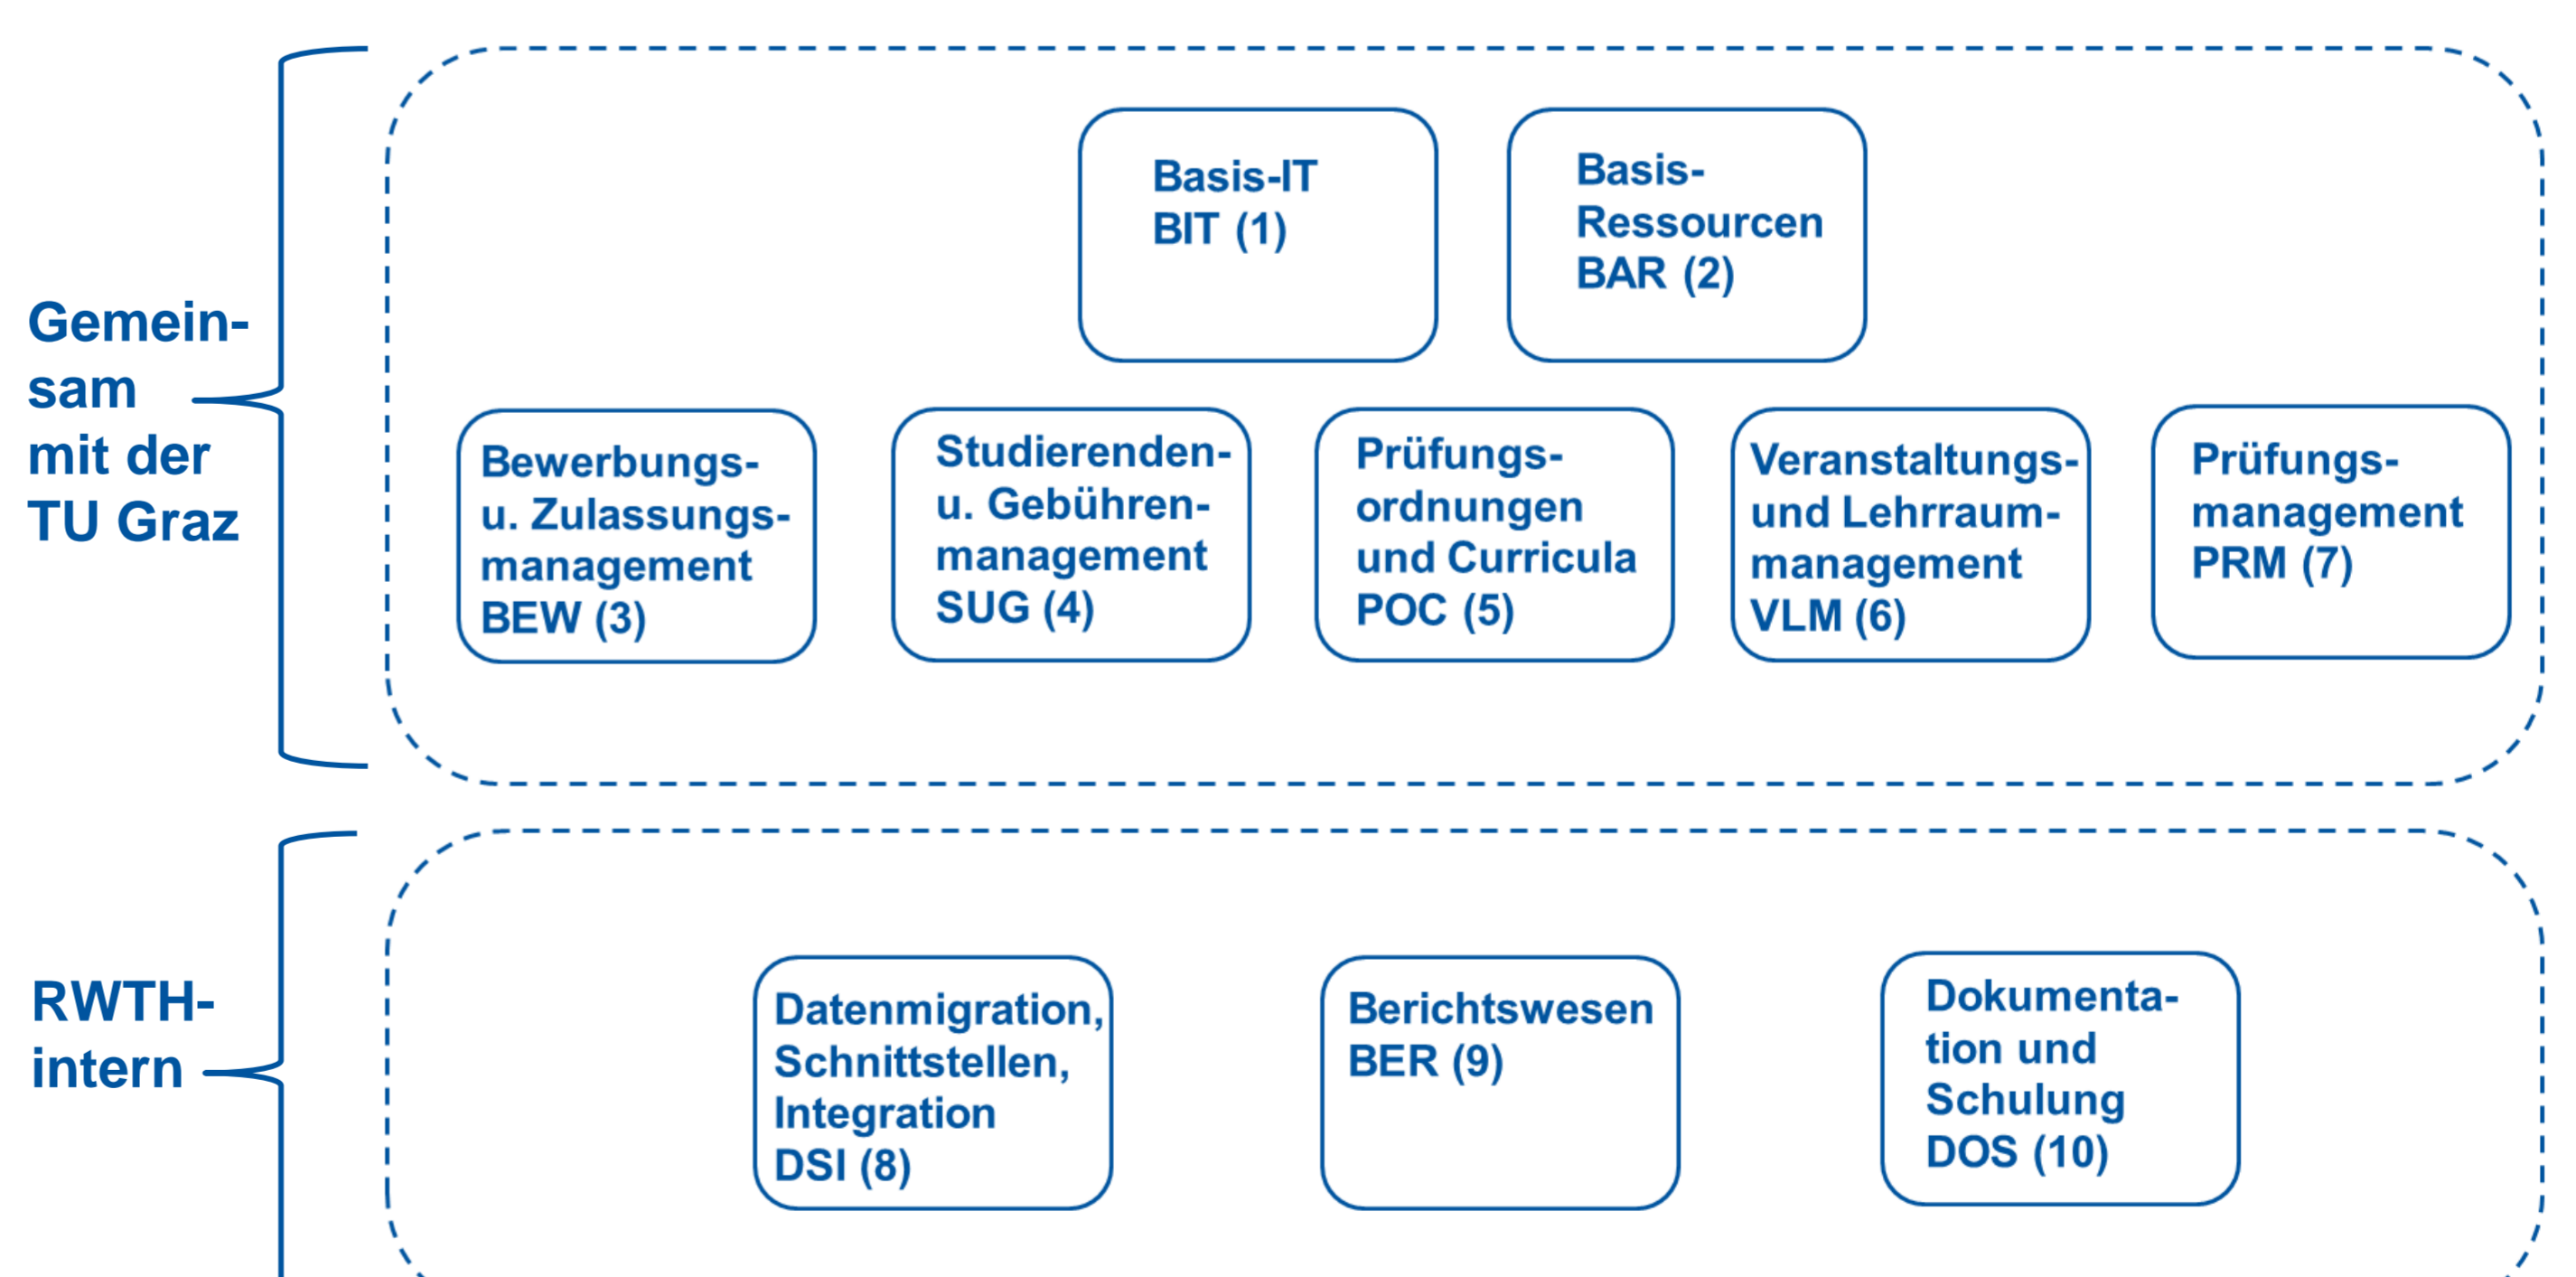 Gemein-
sam
mit der
TU Graz
Basis-IT
BIT (1)
Basis-
Ressourcen
BAR (2)
Bewerbungs-
u. Zulassungs-
management
BEW (3)
Studierenden-
u. Gebühren-
management
SUG (4)
Prüfungs-
ordnungen
und Curricula
POC (5)
Veranstaltungs-
und Lehrraum-
management
VLM (6)
Prüfungs-
management
PRM (7)
RWTH-
intern
Datenmigration,
Schnittstellen,
Integration
DSI (8)
Berichtswesen
BER (9)
Dokumenta-
tion und
Schulung
DOS (10)